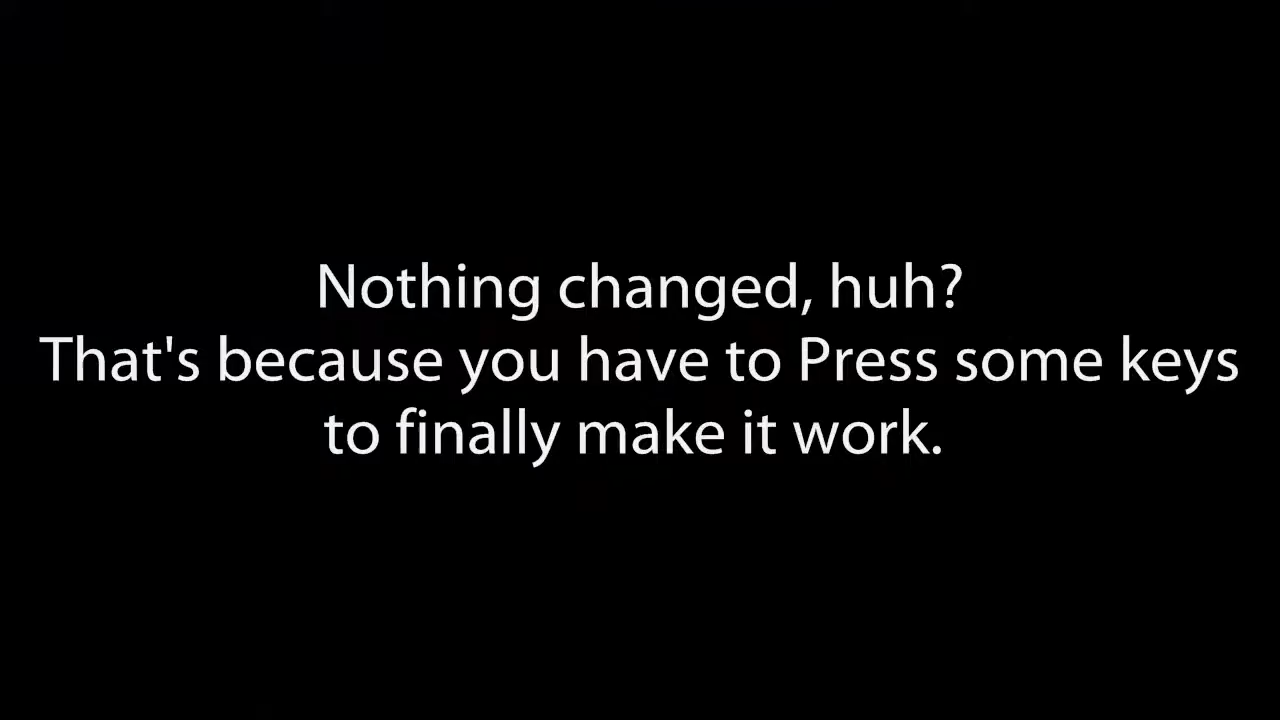 Nothing changed, huh?
That's because you have to Press some keys
to finally make it work.